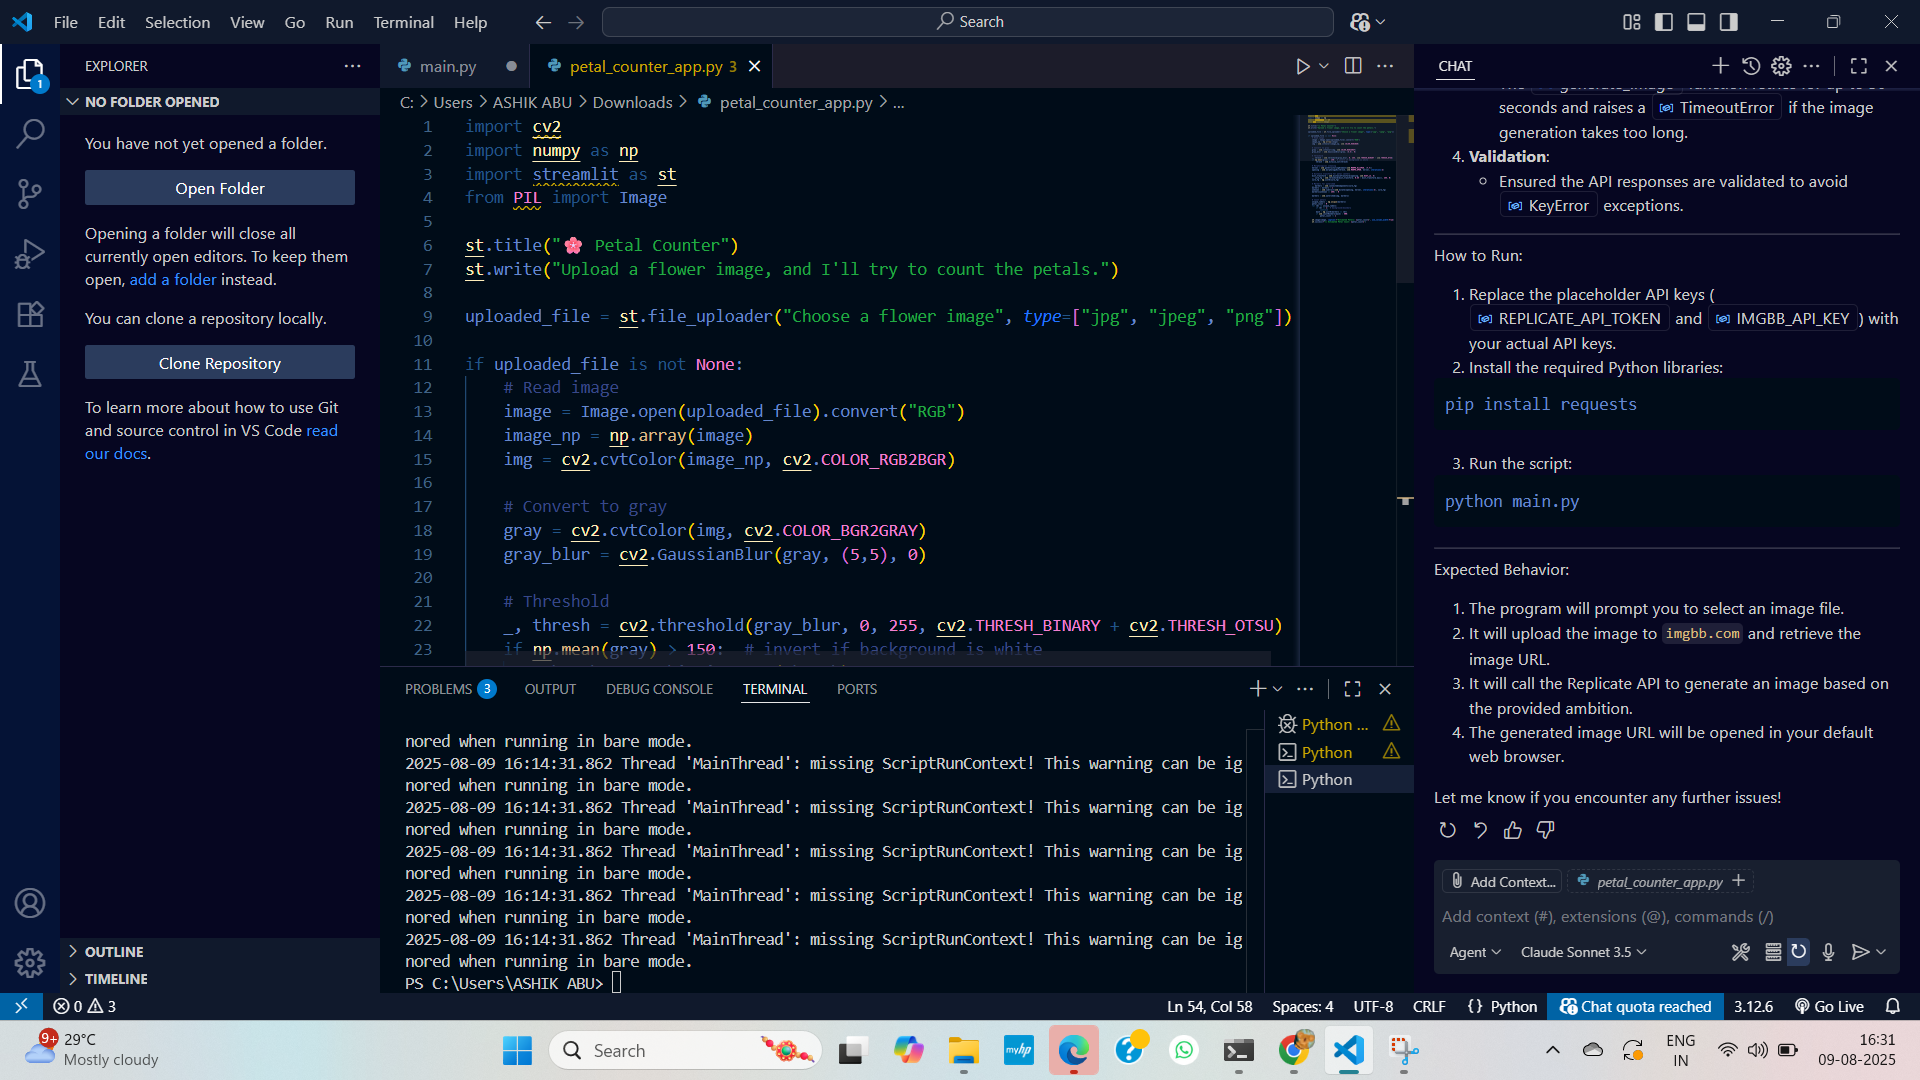 File Edit Selection View Go Run Terminal Help
Search
EXPLORER
NO FOLDER OPENED
You have not yet opened a folder.
Open Folder
Opening a folder will close all
currently open editors. To keep them
open, add a folder instead.
You can clone a repository locally.
Clone Repository
To learn more about how to use Git
and source control in VS Code read
our docs.
OUTLINE
TIMELINE
1
main.py
petal_counter_app.py 3
C: > Users > ASHIK ABU > Downloads > petal_counter_app.py > ...
1 import cv2
2 import numpy as np
3 import streamlit as st
4 from PIL import Image
5
6 st.title("🌸 Petal Counter")
7 st.write("Upload a flower image, and I'll try to count the petals.")
8
9 uploaded_file = st.file_uploader("Choose a flower image", type=["jpg", "jpeg", "png"])
10
11 if uploaded_file is not None:
12 # Read image
13 image = Image.open(uploaded_file).convert("RGB")
14 image_np = np.array(image)
15 img = cv2.cvtColor(image_np, cv2.COLOR_RGB2BGR)
16
17 # Convert to gray
18 gray = cv2.cvtColor(img, cv2.COLOR_BGR2GRAY)
19 gray_blur = cv2.GaussianBlur(gray, (5,5), 0)
20
21 # Threshold
22 _, thresh = cv2.threshold(gray_blur, 0, 255, cv2.THRESH_BINARY + cv2.THRESH_OTSU)
23 if np.mean(gray) > 150: # invert if background is white
PROBLEMS 3 OUTPUT DEBUG CONSOLE TERMINAL PORTS
nored when running in bare mode.
2025-08-09 16:14:31.862 Thread 'MainThread': missing ScriptRunContext! This warning can be ig
nored when running in bare mode.
2025-08-09 16:14:31.862 Thread 'MainThread': missing ScriptRunContext! This warning can be ig
nored when running in bare mode.
2025-08-09 16:14:31.862 Thread 'MainThread': missing ScriptRunContext! This warning can be ig
nored when running in bare mode.
2025-08-09 16:14:31.862 Thread 'MainThread': missing ScriptRunContext! This warning can be ig
nored when running in bare mode.
2025-08-09 16:14:31.862 Thread 'MainThread': missing ScriptRunContext! This warning can be ig
nored when running in bare mode.
PS C:\Users\ASHIK ABU>
Python ...
Python
Python
CHAT
seconds and raises a TimeoutError if the image
generation takes too long.
4. Validation:
Ensured the API responses are validated to avoid
KeyError exceptions.
How to Run:
1. Replace the placeholder API keys (
REPLICATE_API_TOKEN and IMGBB_API_KEY ) with
your actual API keys.
2. Install the required Python libraries:
pip install requests
3. Run the script:
python main.py
Expected Behavior:
1. The program will prompt you to select an image file.
2. It will upload the image to imgbb.com and retrieve the
image URL.
3. It will call the Replicate API to generate an image based on
the provided ambition.
4. The generated image URL will be opened in your default
web browser.
Let me know if you encounter any further issues!
Add Context... petal_counter_app.py
Add context (#), extensions (@), commands (/)
Agent Claude Sonnet 3.5
0 3
Ln 54, Col 58 Spaces: 4 UTF-8 CRLF {} Python Chat quota reached 3.12.6 Go Live
9+
29°C
Mostly cloudy
Search
myhp
ENG
IN
16:31
09-08-2025